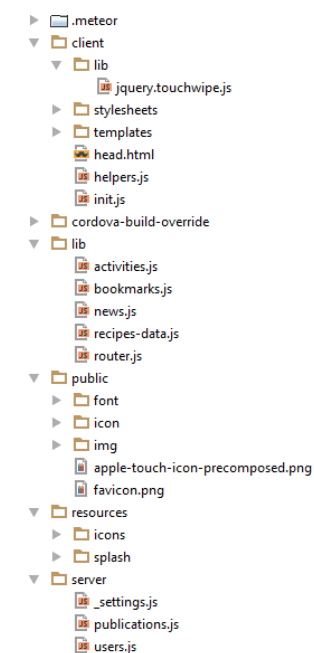 .meteor
client
lib
jquery.touchwipe.js
stylesheets
templates
head.html
helpers.js
init.js
cordova-build-override
lib
activities.js
bookmarks.js
news.js
recipes-data.js
router.js
public
font
icon
img
apple-touch-icon-precomposed.png
favicon.png
resources
icons
splash
server
_settings.js
publications.js
users.js